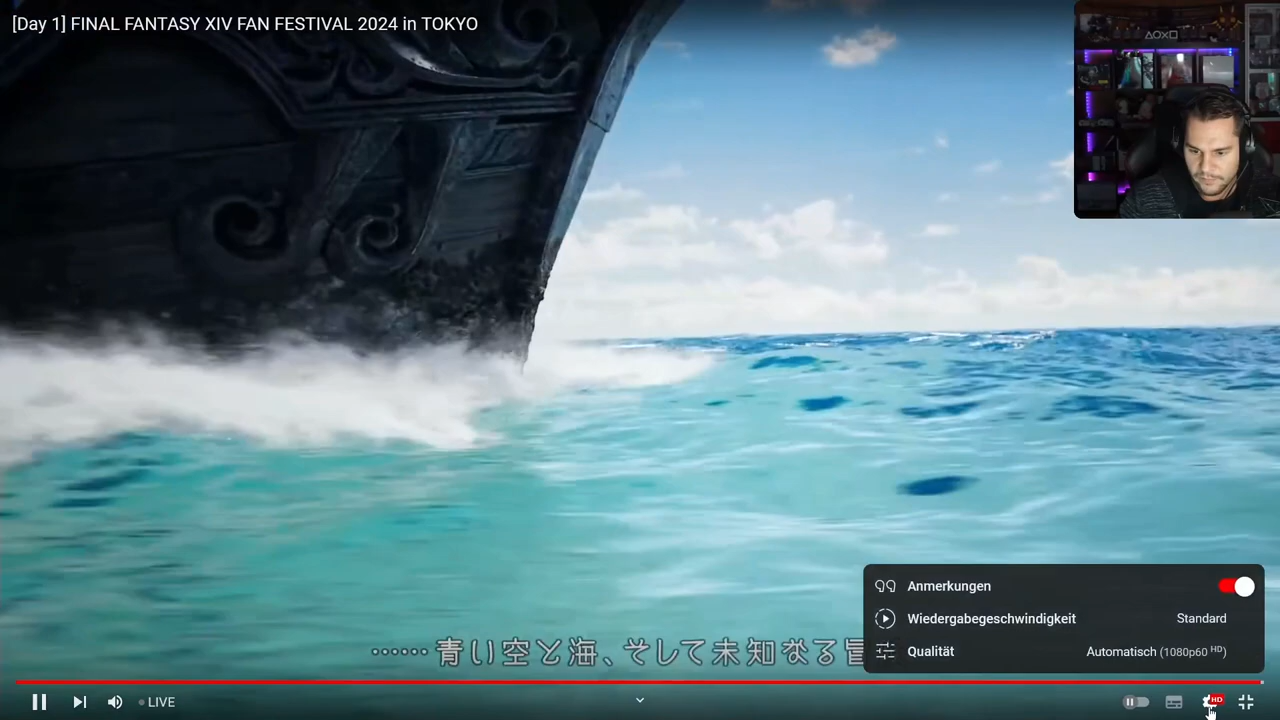 [Day 1] FINAL FANTASY XIV FAN FESTIVAL 2024 in TOKYO
Anmerkungen
Wiedergabegeschwindigkeit Standard
Qualität Automatisch (1080p60 HD)
……青い空と海、そして未知なる冒
LIVE
HD